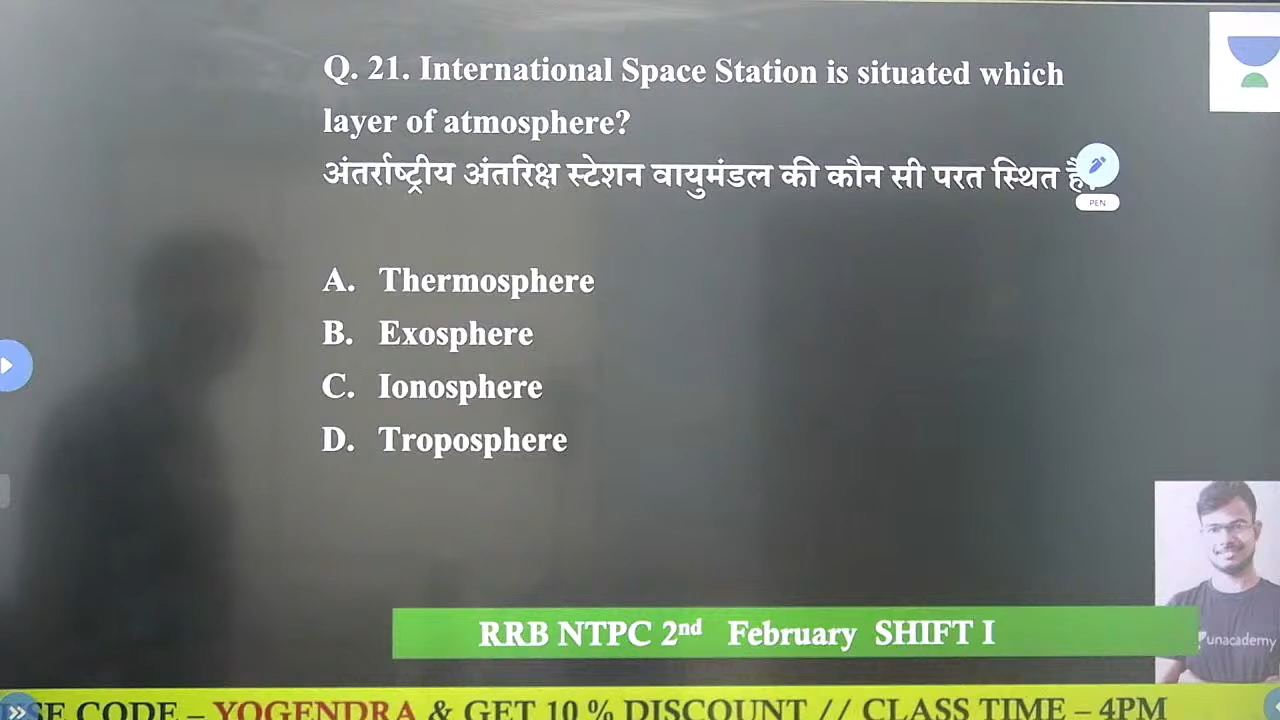 Q. 21. International Space Station is situated which
layer of atmosphere?
अंतर्राष्ट्रीय अंतरिक्ष स्टेशन वायुमंडल की कौन सी परत स्थित है
PEN
A. Thermosphere
B. Exosphere
C. Ionosphere
D. Troposphere
unacademy
RRB NTPC 2nd February SHIFT I
CODE – YOGENDRA & GET 10 % DISCOUNT // CLASS TIME – 4PM